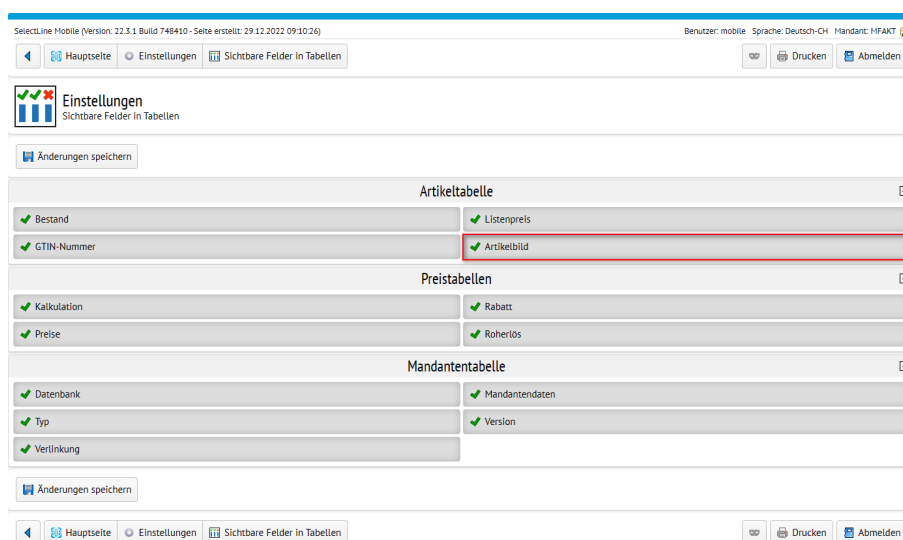 SelectLine Mobile (Version: 22.3.1 Build 748410 - Seite erstellt: 29.12.2022 09:10:26) Benutzer: mobile Sprache: Deutsch-CH Mandant: MFAKT
Hauptseite Einstellungen Sichtbare Felder in Tabellen Drucken Abmelden
Einstellungen
Sichtbare Felder in Tabellen
Änderungen speichern
Artikeltabelle
Bestand Listenpreis
GTIN-Nummer Artikelbild
Preistabellen
Kalkulation Rabatt
Preise Roherlös
Mandantentabelle
Datenbank Mandantendaten
Typ Version
Verlinkung
Änderungen speichern
Hauptseite Einstellungen Sichtbare Felder in Tabellen Drucken Abmelden